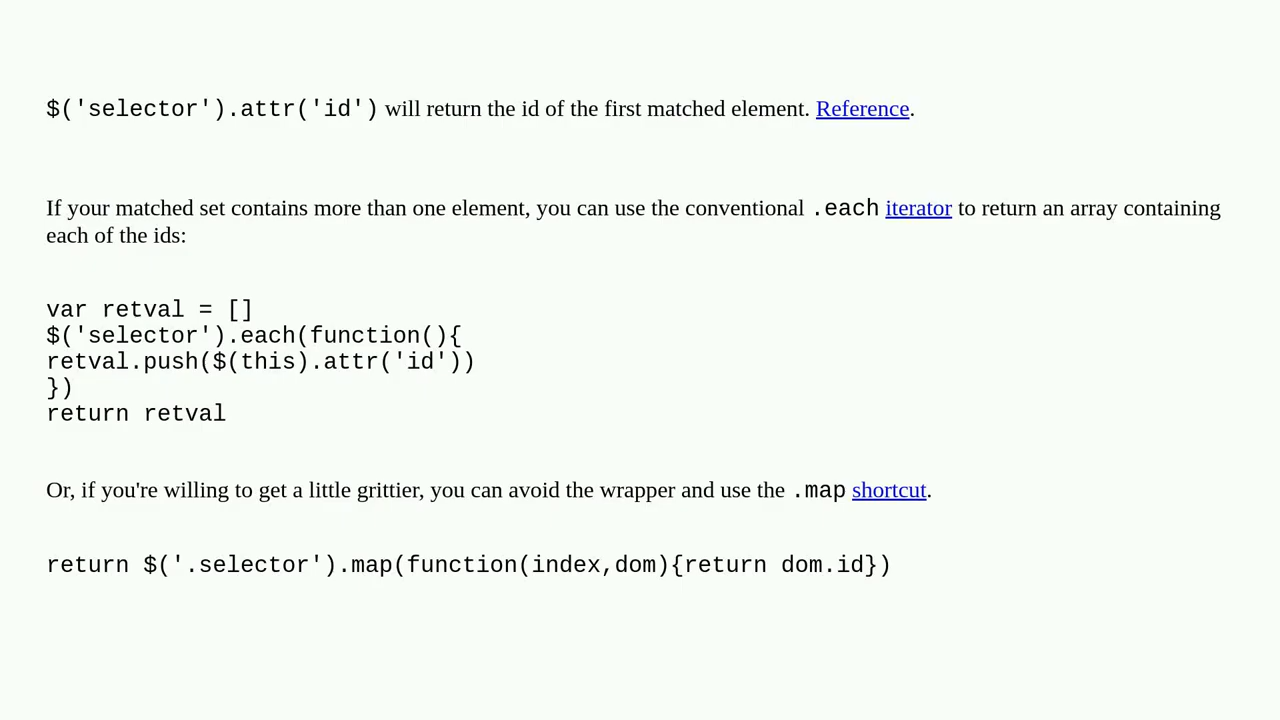 $('selector').attr('id') will return the id of the first matched element. Reference.
If your matched set contains more than one element, you can use the conventional .each iterator to return an array containing
each of the ids:
var retval = []
$('selector').each(function(){
retval.push($(this).attr('id'))
})
return retval
Or, if you're willing to get a little grittier, you can avoid the wrapper and use the .map shortcut.
return $('.selector').map(function(index,dom){return dom.id})